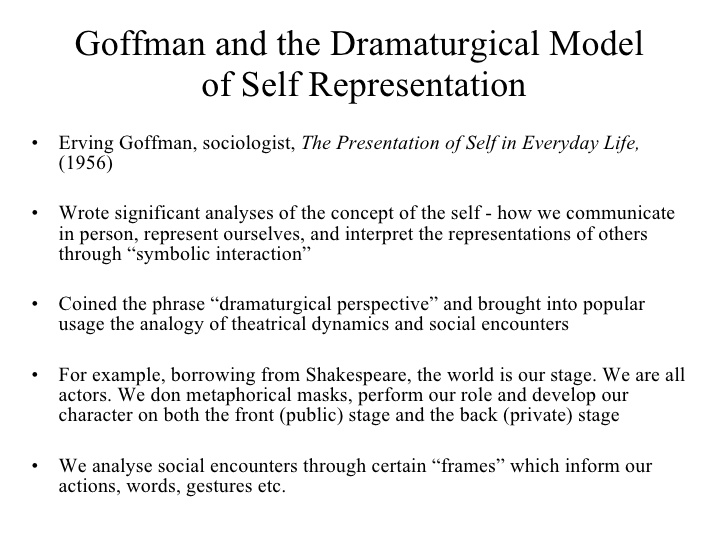 Goffman and the Dramaturgical Model
of Self Representation
• Erving Goffman, sociologist, The Presentation of Self in Everyday Life,
(1956)
• Wrote significant analyses of the concept of the self - how we communicate
in person, represent ourselves, and interpret the representations of others
through “symbolic interaction”
• Coined the phrase “dramaturgical perspective” and brought into popular
usage the analogy of theatrical dynamics and social encounters
• For example, borrowing from Shakespeare, the world is our stage. We are all
actors. We don metaphorical masks, perform our role and develop our
character on both the front (public) stage and the back (private) stage
• We analyse social encounters through certain “frames” which inform our
actions, words, gestures etc.